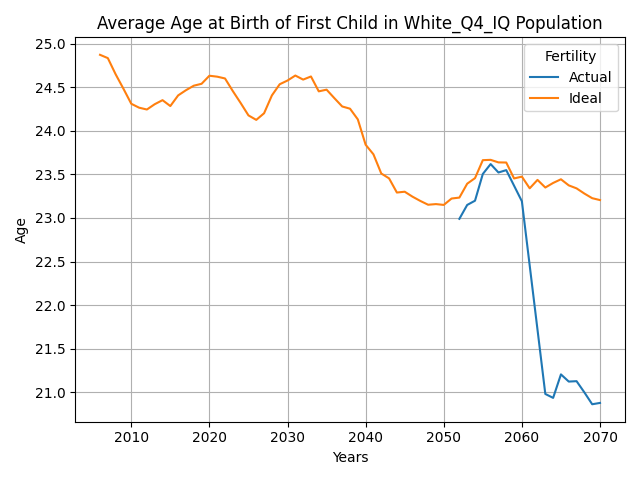 Average Age at Birth of First Child in White_Q4_IQ Population
Fertility
Actual
Ideal
Age
25.0
24.5
24.0
23.5
23.0
22.5
22.0
21.5
21.0
2010 2020 2030 2040 2050 2060 2070
Years